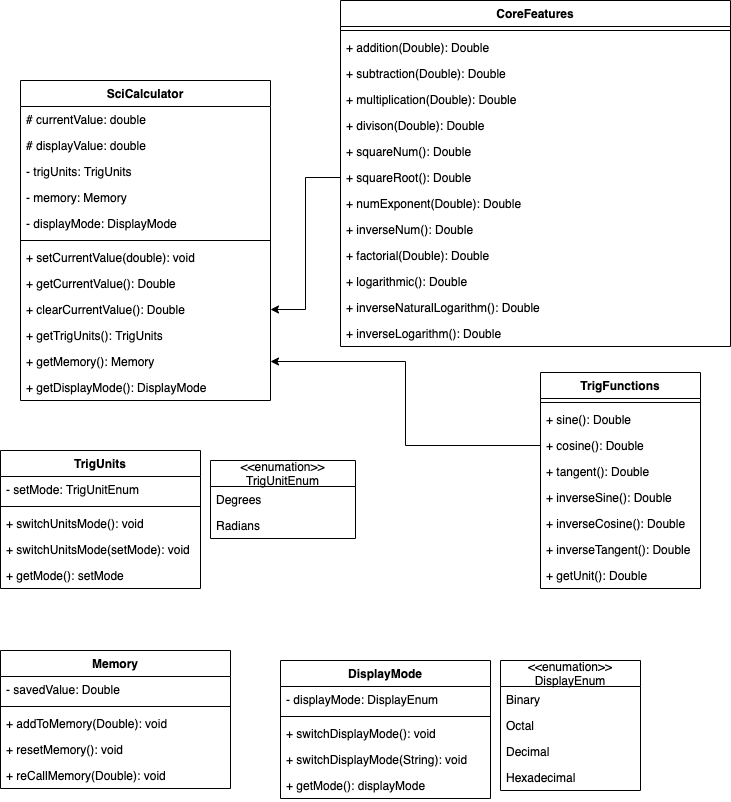 CoreFeatures
+ addition(Double): Double
+ subtraction(Double): Double
+ multiplication(Double): Double
+ divison(Double): Double
+ squareNum(): Double
+ squareRoot(): Double
+ numExponent(Double): Double
+ inverseNum(): Double
+ factorial(Double): Double
+ logarithmic(): Double
+ inverseNaturalLogarithm(): Double
+ inverseLogarithm(): Double
SciCalculator
# currentValue: double
# displayValue: double
- trigUnits: TrigUnits
- memory: Memory
- displayMode: DisplayMode
+ setCurrentValue(double): void
+ getCurrentValue(): Double
+ clearCurrentValue(): Double
+ getTrigUnits(): TrigUnits
+ getMemory(): Memory
+ getDisplayMode(): DisplayMode
TrigFunctions
+ sine(): Double
+ cosine(): Double
+ tangent(): Double
+ inverseSine(): Double
+ inverseCosine(): Double
+ inverseTangent(): Double
+ getUnit(): Double
TrigUnits
- setMode: TrigUnitEnum
+ switchUnitsMode(): void
+ switchUnitsMode(setMode): void
+ getMode(): setMode
<<enumation>>
TrigUnitEnum
Degrees
Radians
Memory
- savedValue: Double
+ addToMemory(Double): void
+ resetMemory(): void
+ reCallMemory(Double): void
DisplayMode
- displayMode: DisplayEnum
+ switchDisplayMode(): void
+ switchDisplayMode(String): void
+ getMode(): displayMode
<<enumation>>
DisplayEnum
Binary
Octal
Decimal
Hexadecimal